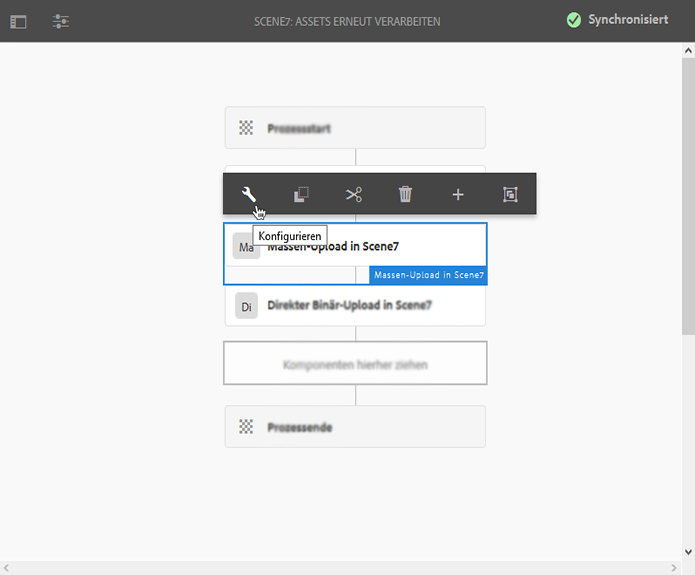 SCENE7: ASSETS ERNEUT VERARBEITEN
Synchronisiert
Prozessstart
Konfigurieren
Ma
Massen-Upload in Scene7
Massen-Upload in Scene7
Di
Direkter Binär-Upload in Scene7
Komponenten hierher ziehen
Prozessende